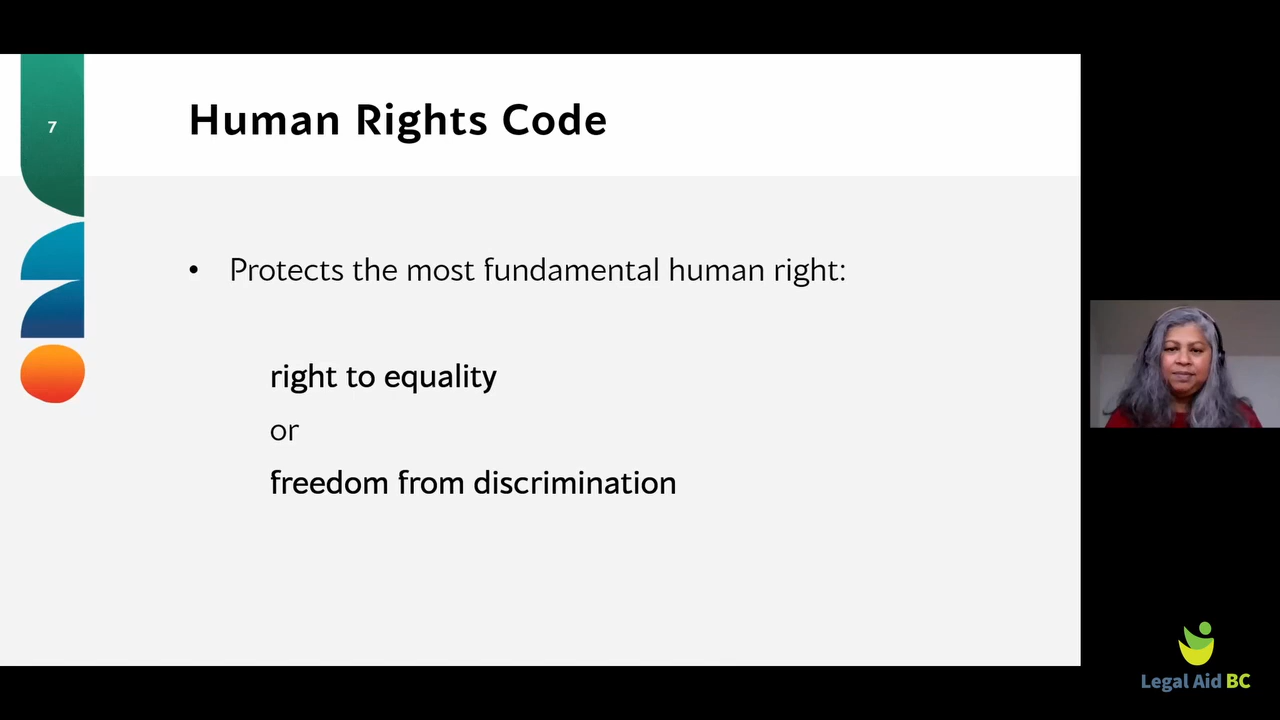 7
Human Rights Code
• Protects the most fundamental human right:
right to equality
or
freedom from discrimination
Legal Aid BC